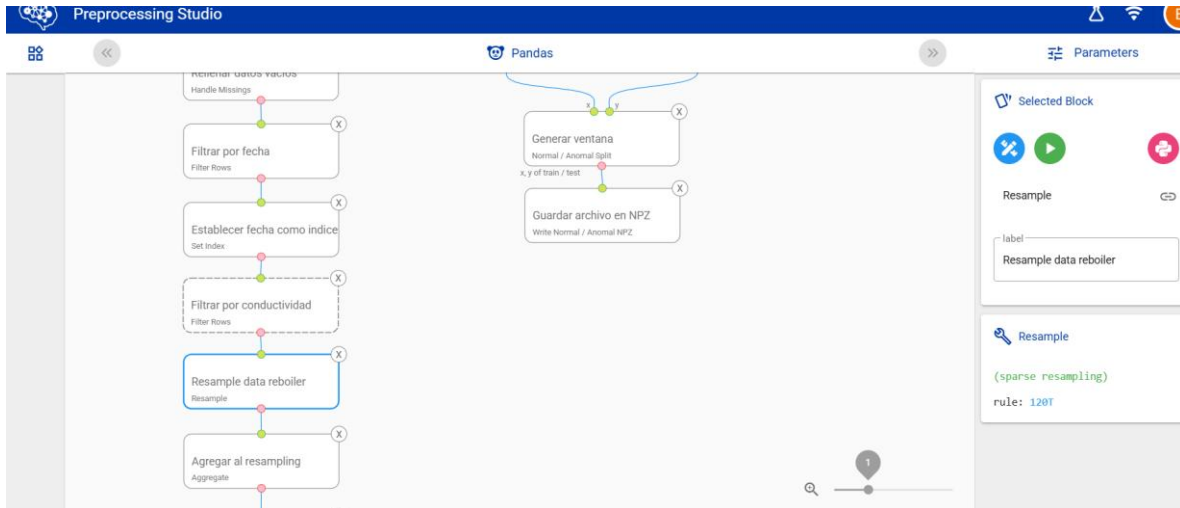 Preprocessing Studio
Pandas
Parameters
Rellenar datos vacíos
Handle Missings
X
Filtrar por fecha
Filter Rows
X
Establecer fecha como indice
Set Index
X
Filtrar por conductividad
Filter Rows
X
Resample data reboiler
Resample
X
Agregar al resampling
Aggregate
x y
X
Generar ventana
Normal / Anomal Split
x, y of train / test
X
Guardar archivo en NPZ
Write Normal / Anomal NPZ
1
Selected Block
Resample
label
Resample data reboiler
Resample
(sparse resampling)
rule: 120T